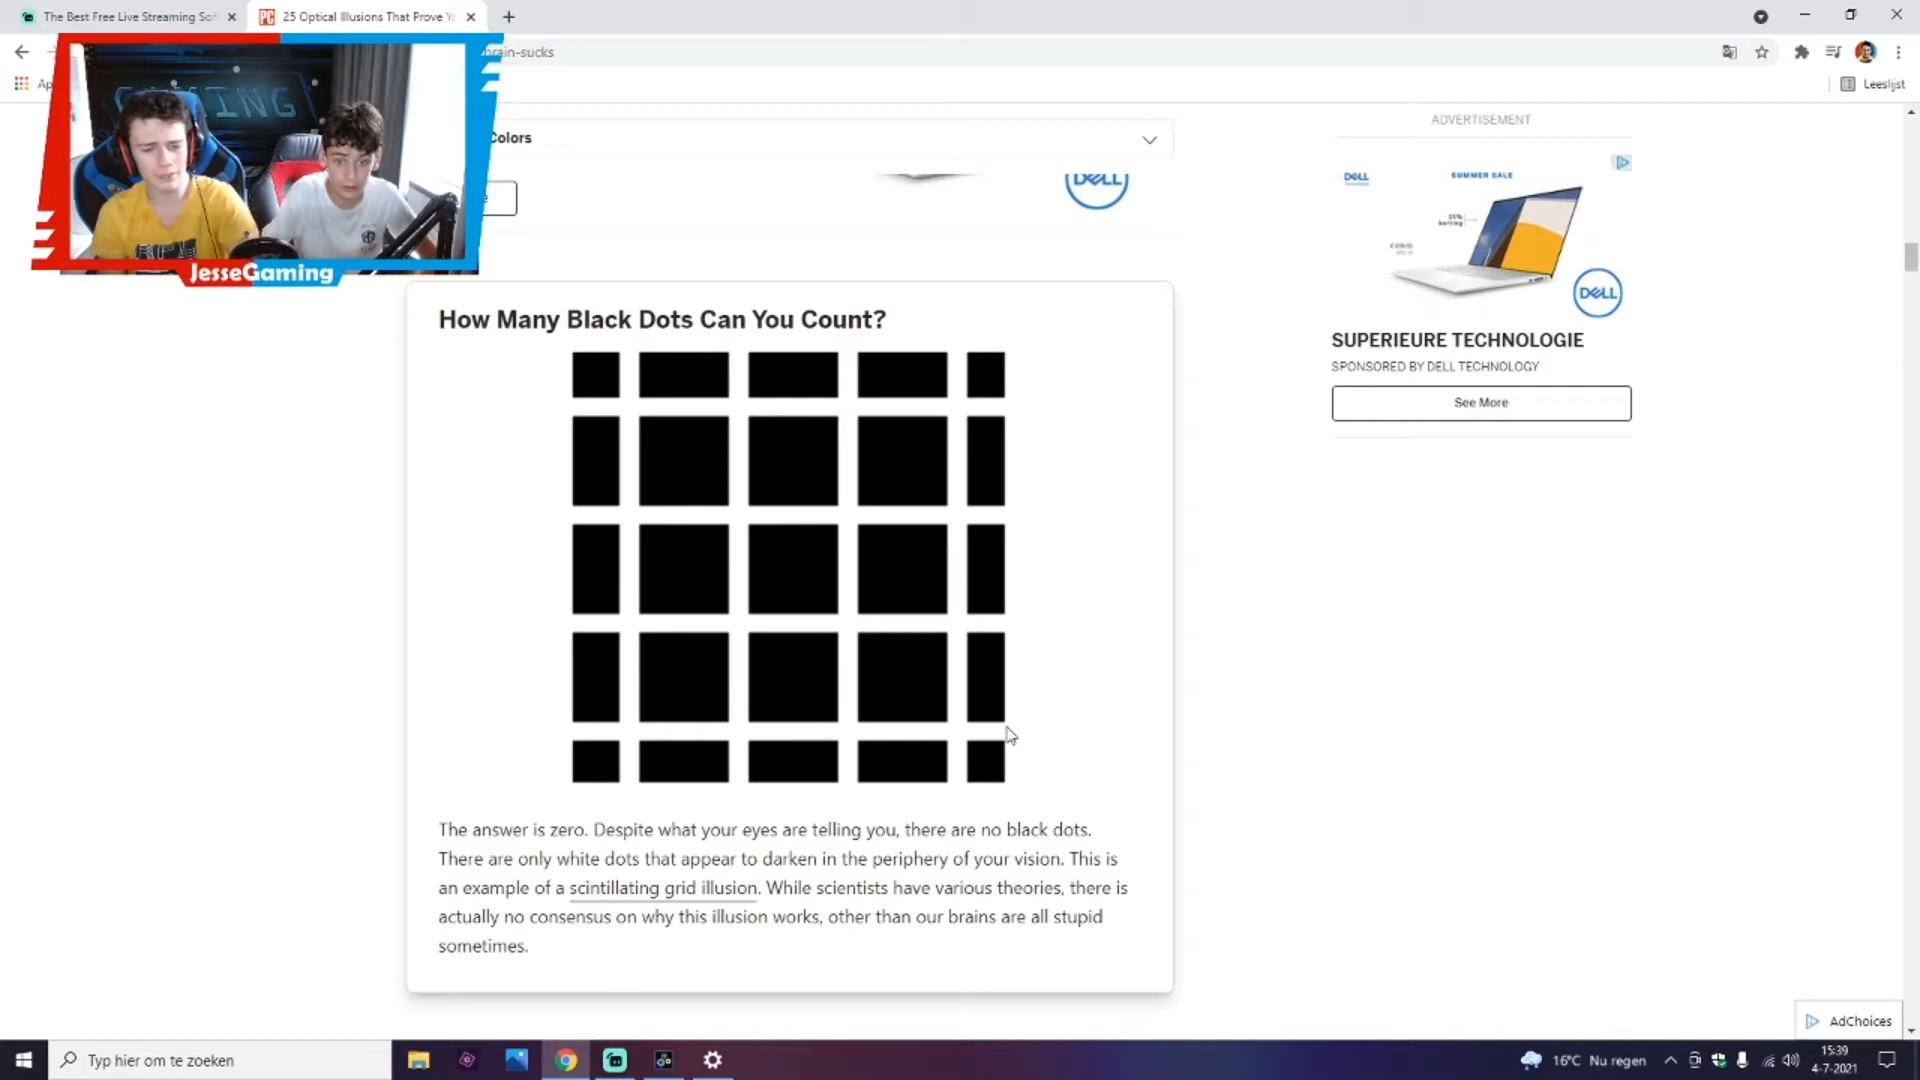 The Best Free Live Streaming Sof
25 Optical Illusions That Prove Yo
brain-sucks
Leeslijst
GAMING
JesseGaming
Colors
DELL
ADVERTISEMENT
DELL
SUMMER SALE
DELL
SUPERIEURE TECHNOLOGIE
SPONSORED BY DELL TECHNOLOGY
See More
How Many Black Dots Can You Count?
The answer is zero. Despite what your eyes are telling you, there are no black dots.
There are only white dots that appear to darken in the periphery of your vision. This is
an example of a scintillating grid illusion. While scientists have various theories, there is
actually no consensus on why this illusion works, other than our brains are all stupid
sometimes.
AdChoices
Typ hier om te zoeken
16°C Nu regen
15:39
4-7-2021